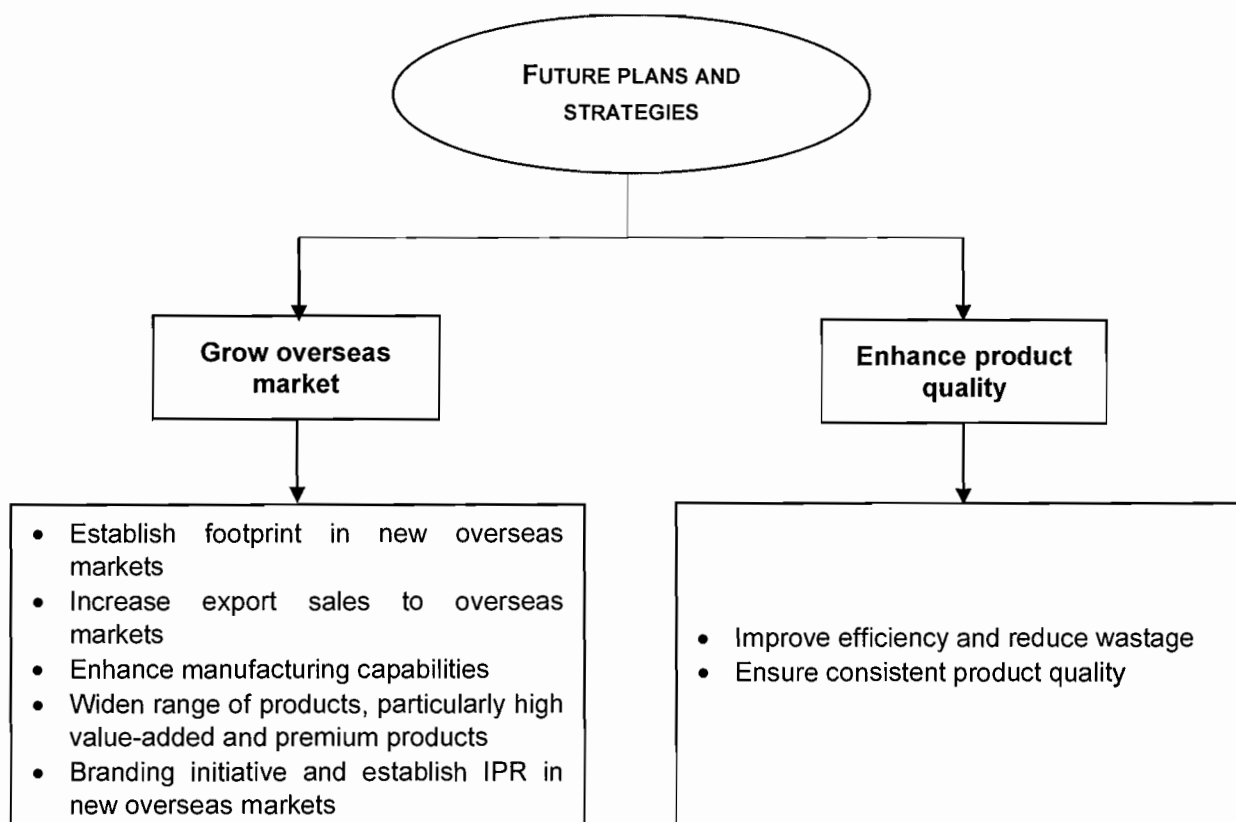 FUTURE PLANS AND
STRATEGIES
Grow overseas
market
Enhance product
quality
• Establish footprint in new overseas
markets
• Increase export sales to overseas
markets
• Enhance manufacturing capabilities
• Widen range of products, particularly high
value-added and premium products
• Branding initiative and establish IPR in
new overseas markets
• Improve efficiency and reduce wastage
• Ensure consistent product quality